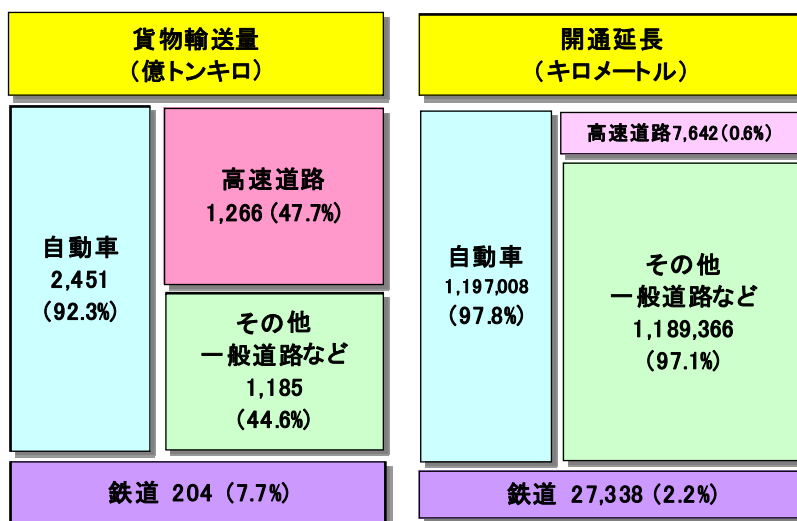 貨物輸送量
（億トンキロ）
自動車
2,451
(92.3%)
高速道路
1,266 (47.7%)
その他
一般道路など
1,185
(44.6%)
鉄道 204 (7.7%)
開通延長
（キロメートル）
自動車
1,197,008
(97.8%)
高速道路7,642(0.6%)
その他
一般道路など
1,189,366
(97.1%)
鉄道 27,338 (2.2%)